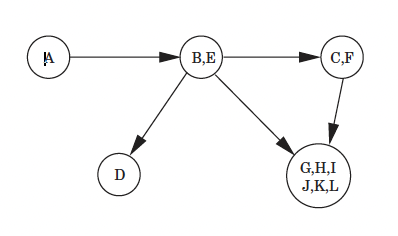 A
B,E
C,F
D
G,H,I
J,K,L